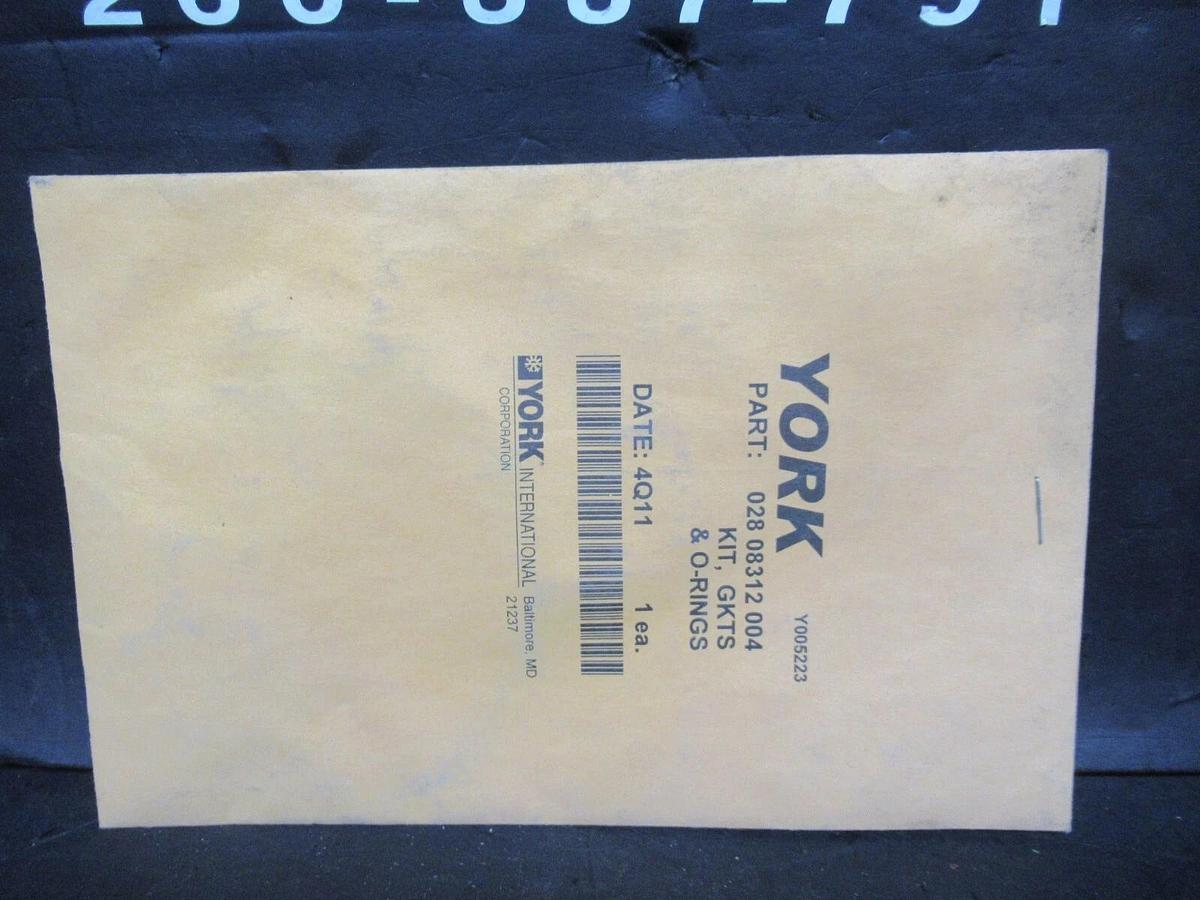 YORK Y005223
PART: 028 08312 004
KIT, GKTS
& O-RINGS
DATE: 4Q11 1 ea.
YORK® INTERNATIONAL Baltimore, MD
CORPORATION 21237